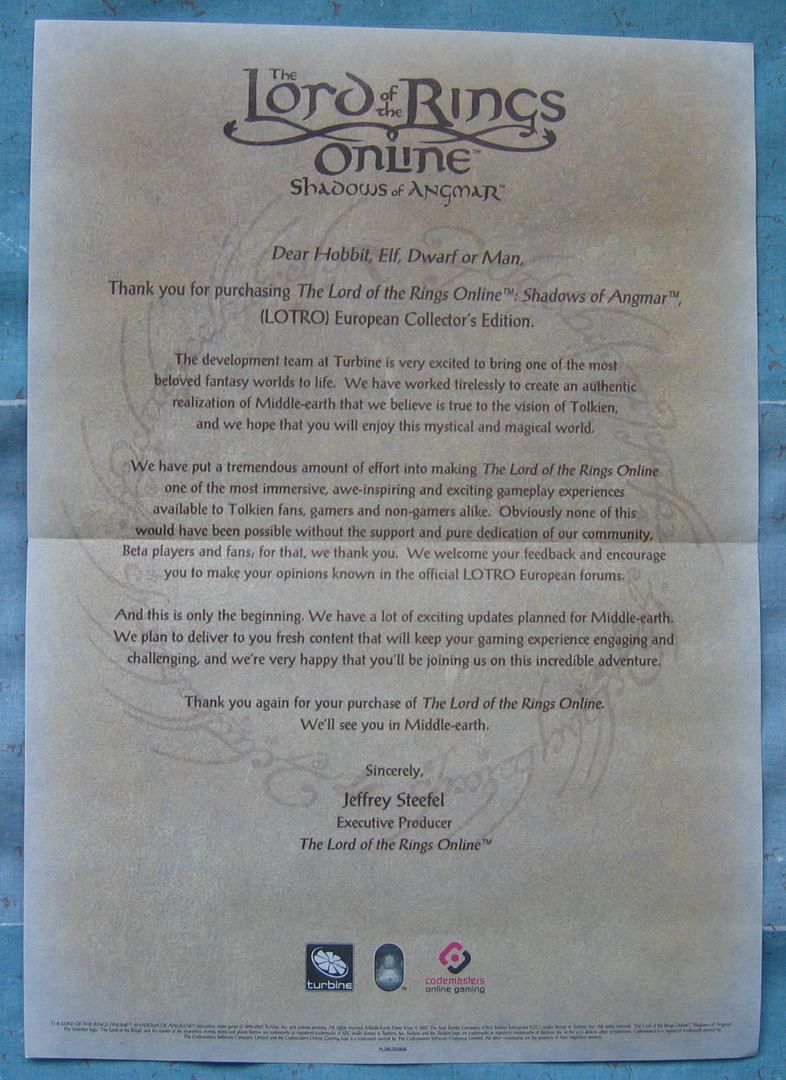 The
Lord of the Rings
Online™
Shadows of Angmar™
Dear Hobbit, Elf, Dwarf or Man,
Thank you for purchasing The Lord of the Rings Online™: Shadows of Angmar™,
(LOTRO) European Collector's Edition.
The development team at Turbine is very excited to bring one of the most
beloved fantasy worlds to life. We have worked tirelessly to create an authentic
realization of Middle-earth that we believe is true to the vision of Tolkien,
and we hope that you will enjoy this mystical and magical world.
We have put a tremendous amount of effort into making The Lord of the Rings Online
one of the most immersive, awe-inspiring and exciting gameplay experiences
available to Tolkien fans, gamers and non-gamers alike. Obviously none of this
would have been possible without the support and pure dedication of our community,
Beta players and fans; for that, we thank you. We welcome your feedback and encourage
you to make your opinions known in the official LOTRO European forums.
And this is only the beginning. We have a lot of exciting updates planned for Middle-earth.
We plan to deliver to you fresh content that will keep your gaming experience engaging and
challenging, and we're very happy that you'll be joining us on this incredible adventure.
Thank you again for your purchase of The Lord of the Rings Online.
We'll see you in Middle-earth.
Sincerely,
Jeffrey Steefel
Executive Producer
The Lord of the Rings Online™
turbine
™
codemasters
online gaming